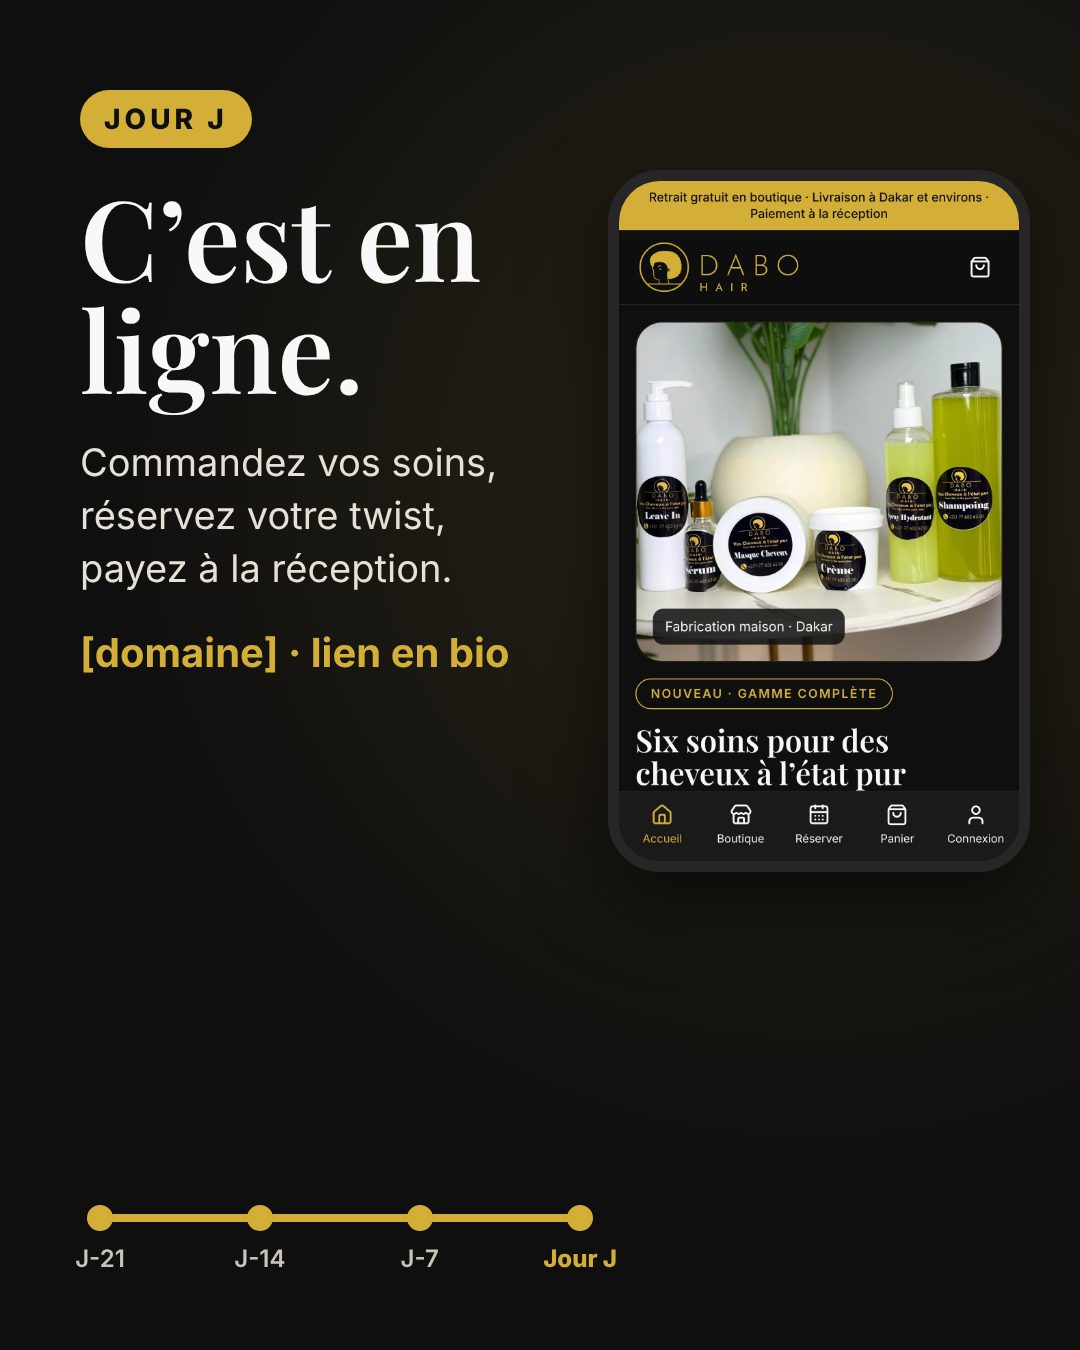 JOUR J
C’est en
ligne.
Commandez vos soins,
réservez votre twist,
payez à la réception.
[domaine] · lien en bio
Retrait gratuit en boutique · Livraison à Dakar et environs ·
Paiement à la réception
DABO
HAIR
Leave In
Sérum
Masque Cheveux
Crème
Spray Hydratant
Shampoing
Fabrication maison · Dakar
NOUVEAU · GAMME COMPLÈTE
Six soins pour des
cheveux à l’état pur
Accueil
Boutique
Réserver
Panier
Connexion
J-21
J-14
J-7
Jour J